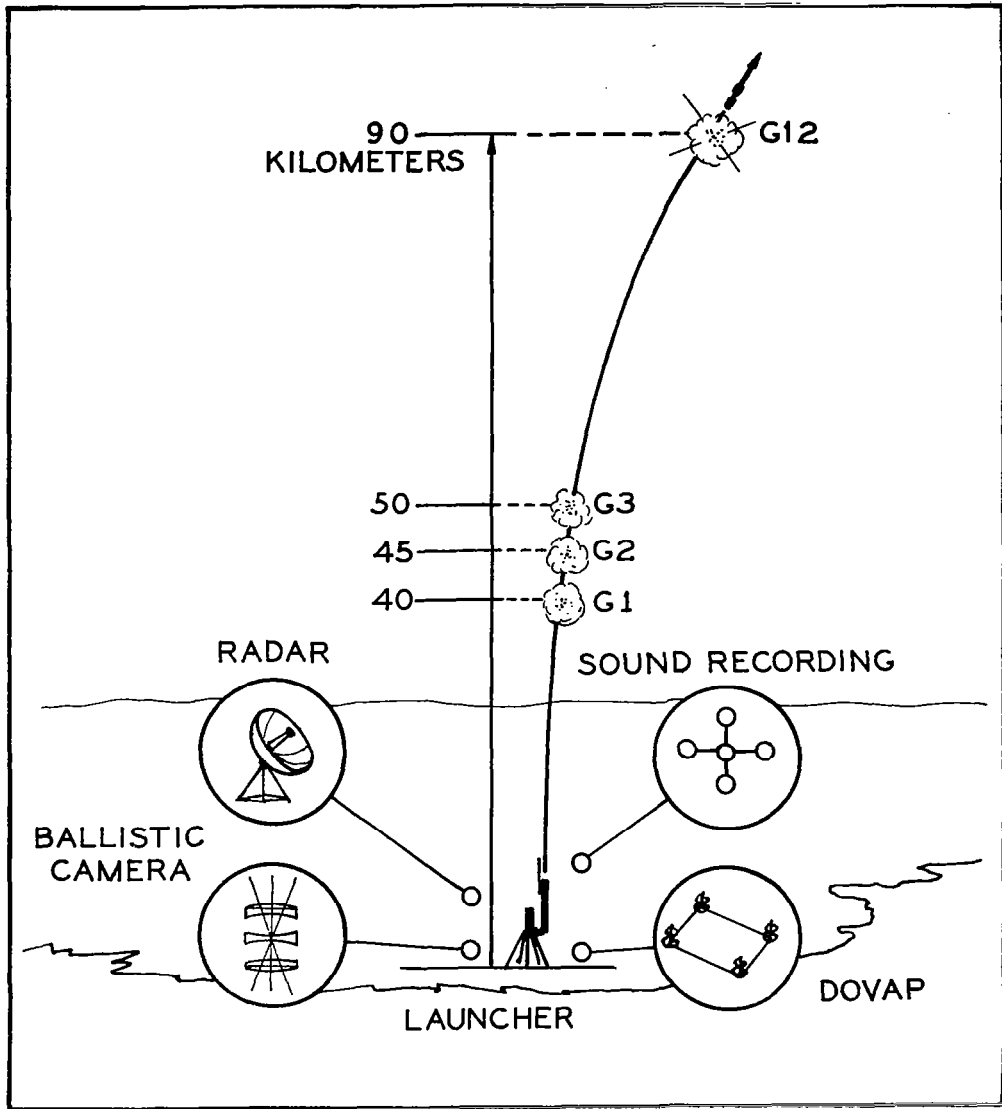 90
KILOMETERS
G12
50
G3
45
G2
40
G1
RADAR
SOUND RECORDING
BALLISTIC
CAMERA
DOVAP
LAUNCHER